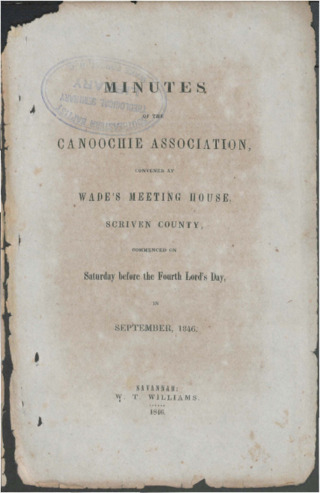 MINUTES
OF THE
CANOOCHIE ASSOCIATION,
CONVENED AT
WADE'S MEETING HOUSE,
SCRIVEN COUNTY,
COMMENCED ON
Saturday before the Fourth Lord's Day,
IN
SEPTEMBER, 1846.
SAVANNAH:
W. T. WILLIAMS.
1846.